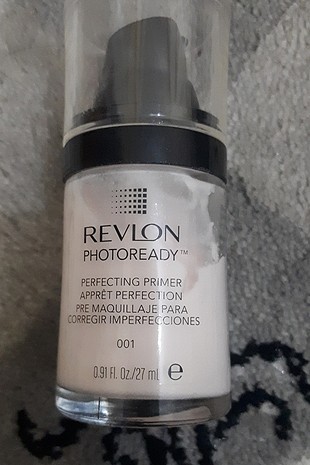 REVLON
PHOTOREADY™
PERFECTING PRIMER
APPRÊT PERFECTION
PRE MAQUILLAJE PARA
CORREGIR IMPERFECCIONES
001
0.91 Fl. Oz./27 mL e